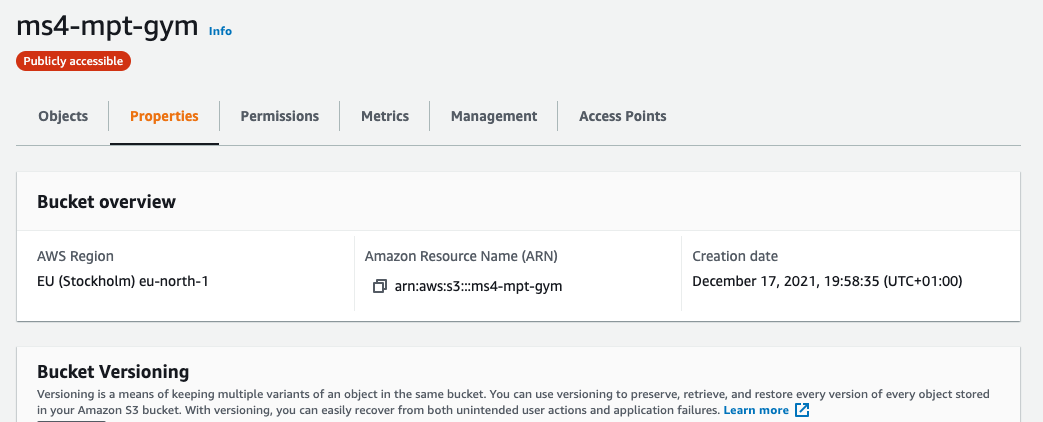 ms4-mpt-gym Info
Publicly accessible
Objects Properties Permissions Metrics Management Access Points
Bucket overview
AWS Region Amazon Resource Name (ARN) Creation date
EU (Stockholm) eu-north-1 arn:aws:s3:::ms4-mpt-gym December 17, 2021, 19:58:35 (UTC+01:00)
Bucket Versioning
Versioning is a means of keeping multiple variants of an object in the same bucket. You can use versioning to preserve, retrieve, and restore every version of every object stored
in your Amazon S3 bucket. With versioning, you can easily recover from both unintended user actions and application failures. Learn more